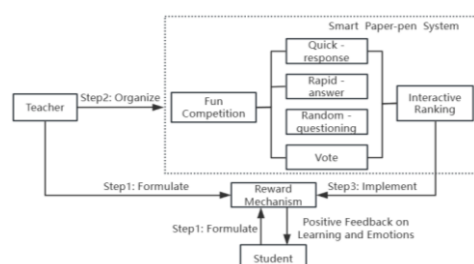 Smart Paper-pen System
Quick -
response
Rapid -
answer
Random -
questioning
Vote
Teacher
Step2: Organize
Fun
Competition
Interactive
Ranking
Step1: Formulate
Reward
Mechanism
Step3: Implement
Step1: Formulate
Positive Feedback on
Learning and Emotions
Student